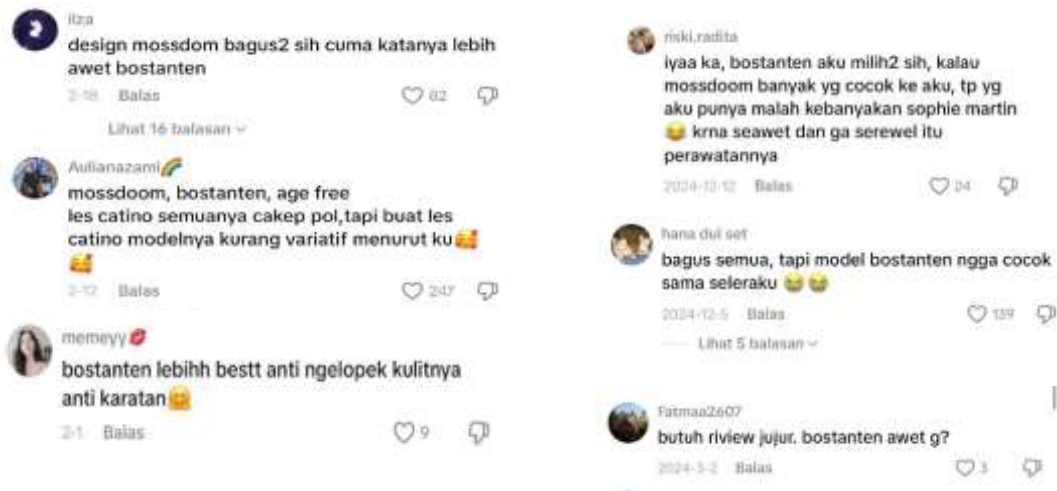 ilza
design mossdom bagus2 sih cuma katanya lebih
awet bostanten
2-18 Balas 82
Lihat 16 balasan
Aulianazami🌈
mossdoom, bostanten, age free
les catino semuanya cakep pol,tapi buat les
catino modelnya kurang variatif menurut ku🥰
🥰
2-12 Balas 247
memeyy💋
bostanten lebihh bestt anti ngelopek kulitnya
anti karatan🤗
2-1 Balas 9
riski.radita
iyaa ka, bostanten aku milih2 sih, kalau
mossdoom banyak yg cocok ke aku, tp yg
aku punya malah kebanyakan sophie martin
😂 krna seawet dan ga serewel itu
perawatannya
2024-12-12 Balas 24
hana dul set
bagus semua, tapi model bostanten ngga cocok
sama seleraku 😭😭
2024-12-5 Balas 139
Lihat 5 balasan
Fatmaa2607
butuh riview jujur. bostanten awet g?
2024-3-2 Balas 3